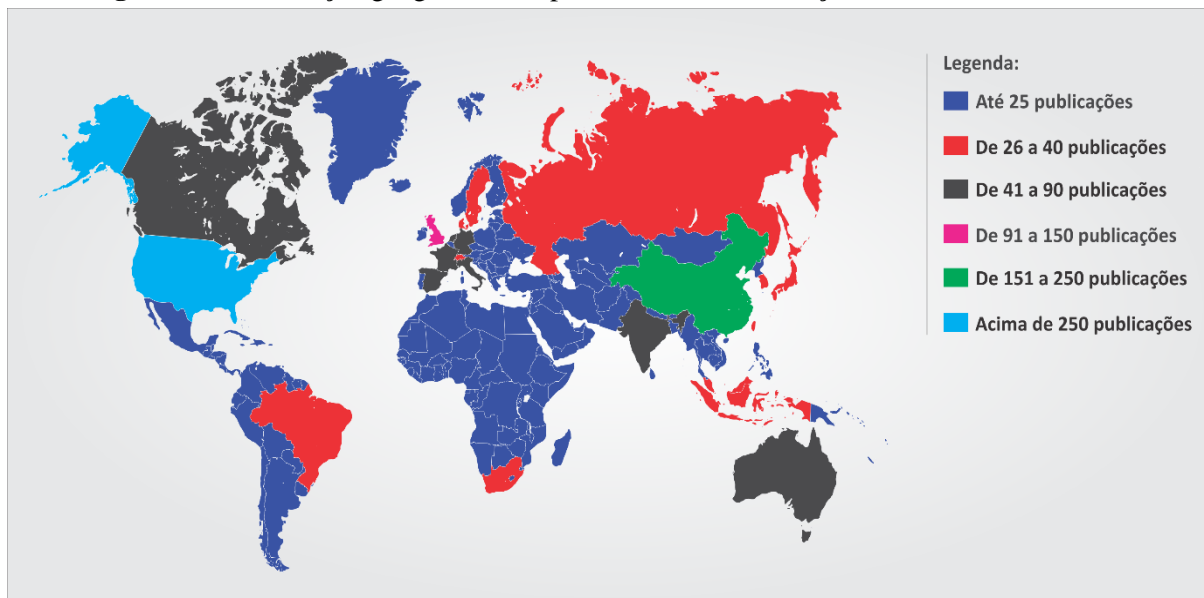 Legenda:
Até 25 publicações
De 26 a 40 publicações
De 41 a 90 publicações
De 91 a 150 publicações
De 151 a 250 publicações
Acima de 250 publicações